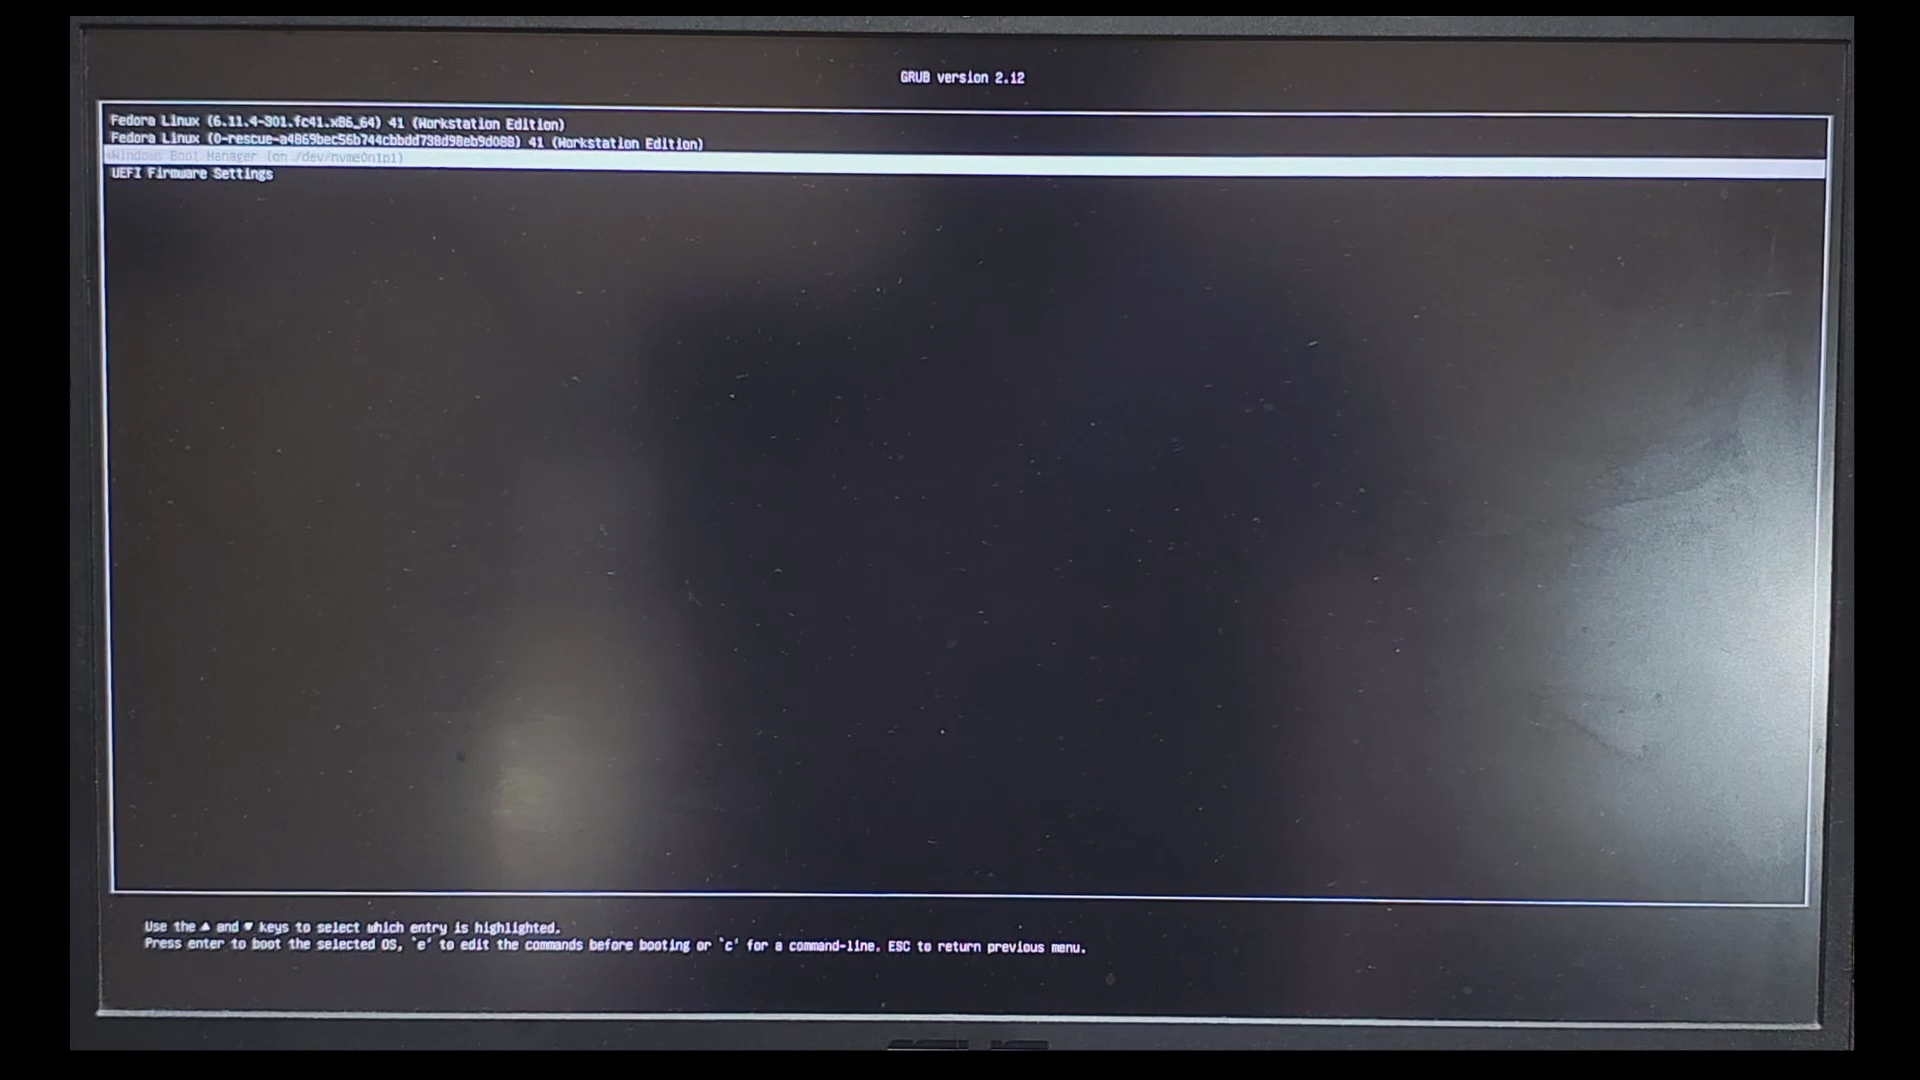 GRUB version 2.12
Fedora Linux (6.11.4-301.fc41.x86_64) 41 (Workstation Edition)
Fedora Linux (0-rescue-a4869bec56b744cbbdd738d98eb9d088) 41 (Workstation Edition)
*Windows Boot Manager (on /dev/nvme0n1p1)
UEFI Firmware Settings
Use the ▲ and ▼ keys to select which entry is highlighted.
Press enter to boot the selected OS, `e' to edit the commands before booting or `c' for a command-line. ESC to return previous menu.